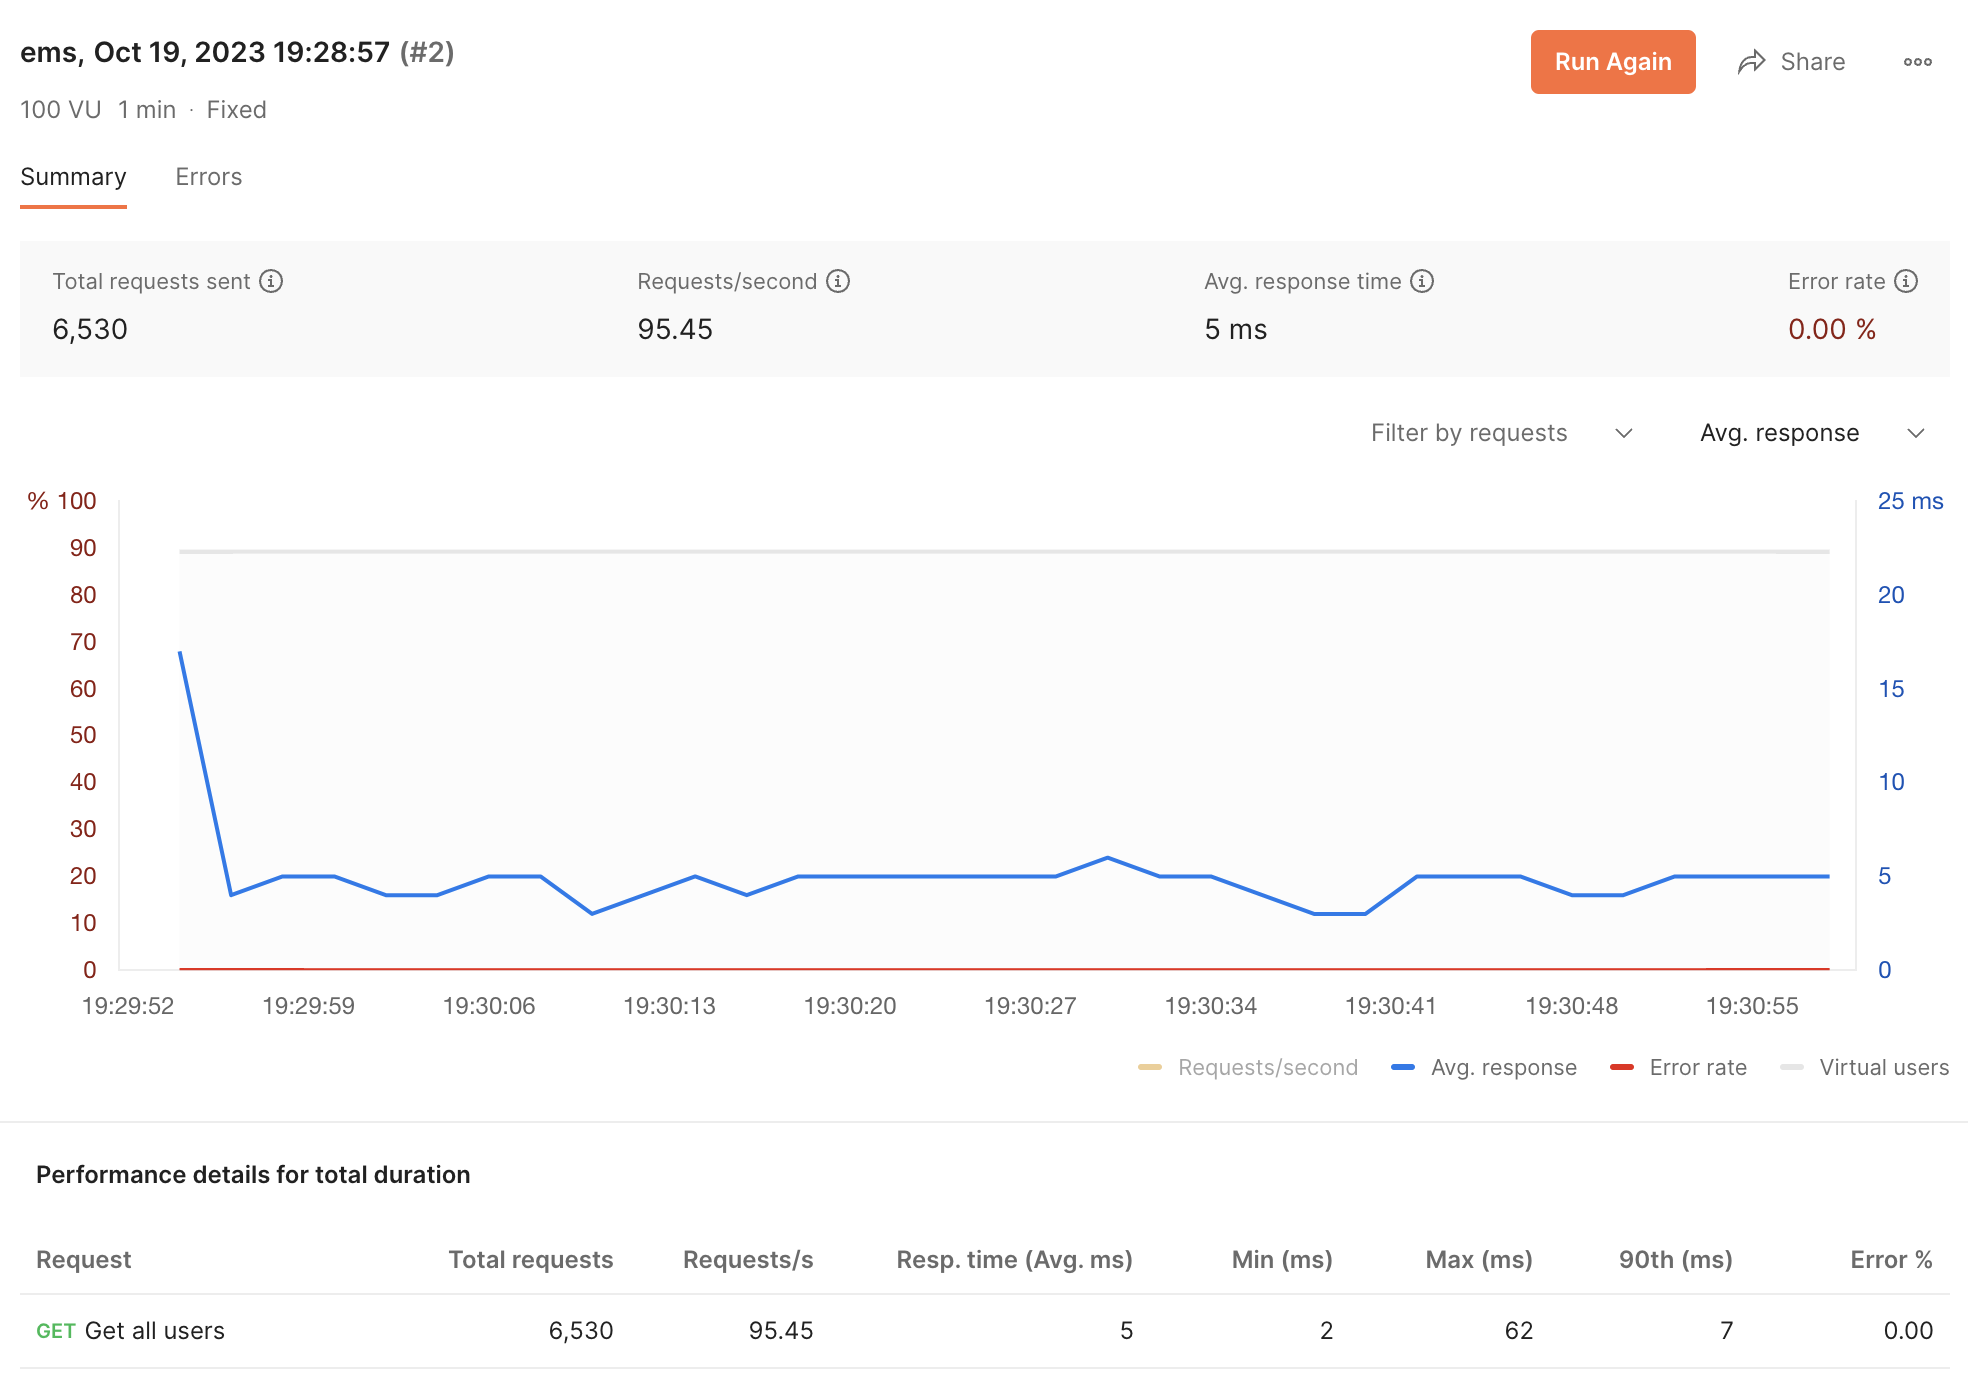 ems, Oct 19, 2023 19:28:57 (#2)
Run Again
Share
100 VU 1 min · Fixed
Summary
Errors
Total requests sent
Requests/second
Avg. response time
Error rate
6,530
95.45
5 ms
0.00 %
Filter by requests
Avg. response
% 100
90
80
70
60
50
40
30
20
10
0
25 ms
20
15
10
5
0
19:29:52 19:29:59 19:30:06 19:30:13 19:30:20 19:30:27 19:30:34 19:30:41 19:30:48 19:30:55
Requests/second Avg. response Error rate Virtual users
Performance details for total duration
Request Total requests Requests/s Resp. time (Avg. ms) Min (ms) Max (ms) 90th (ms) Error %
GET Get all users 6,530 95.45 5 2 62 7 0.00